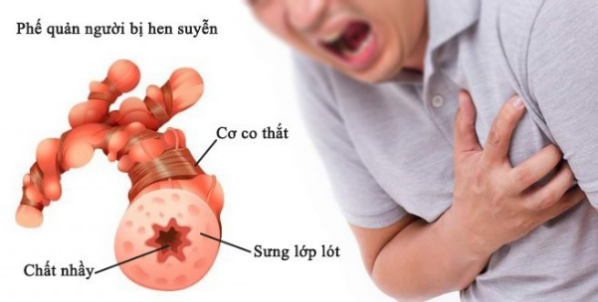 Phế quản người bị hen suyễn
Cơ co thắt
Sưng lớp lót
Chất nhầy